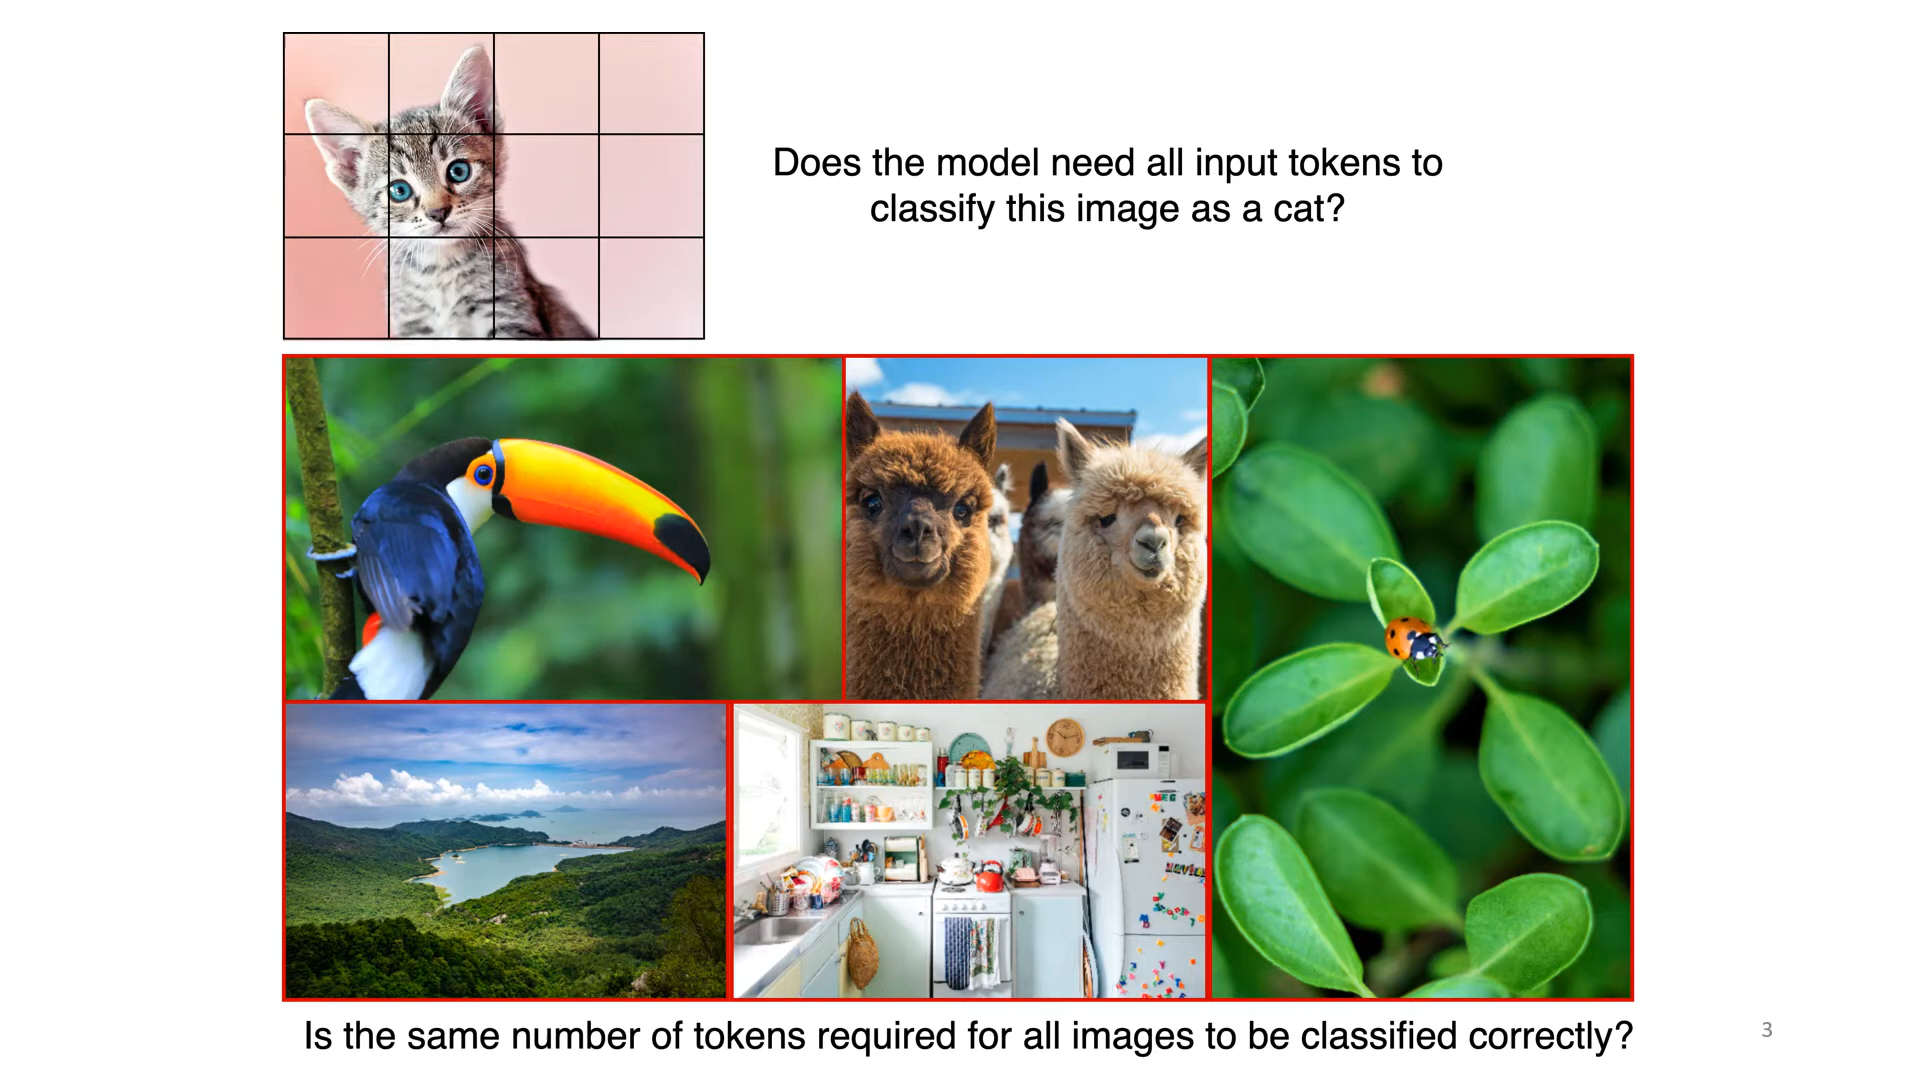 Does the model need all input tokens to
classify this image as a cat?
Is the same number of tokens required for all images to be classified correctly?
3